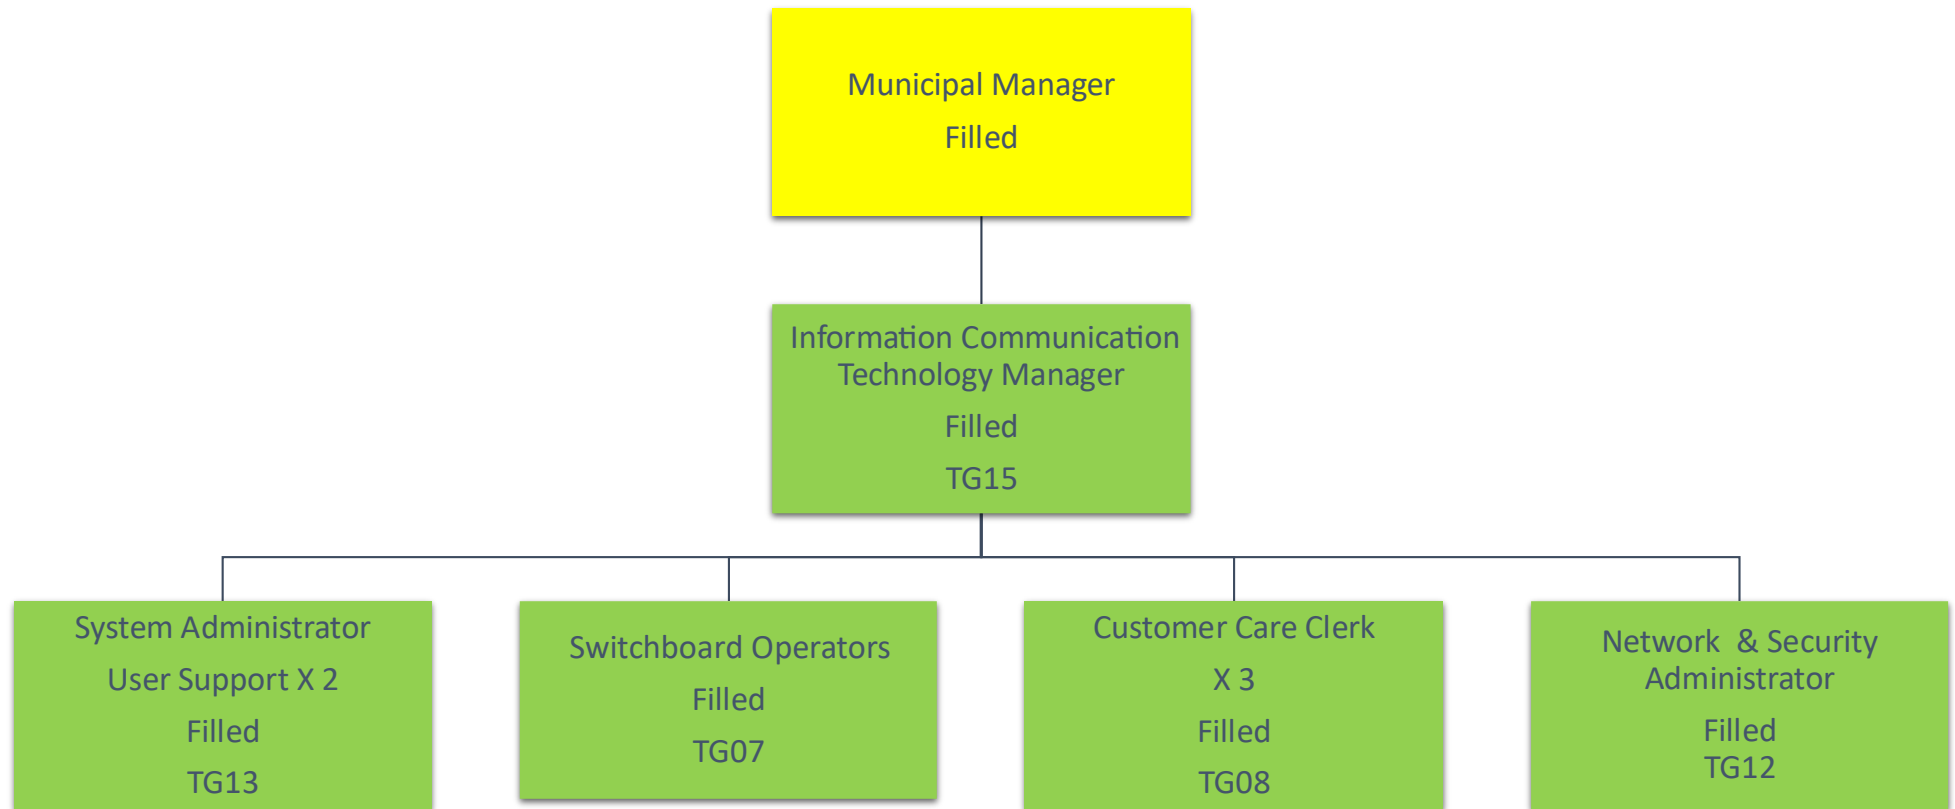 Municipal Manager
Filled
Information Communication
Technology Manager
Filled
TG15
System Administrator
User Support X 2
Filled
TG13
Switchboard Operators
Filled
TG07
Customer Care Clerk
X 3
Filled
TG08
Network  & Security
Administrator
Filled
TG12